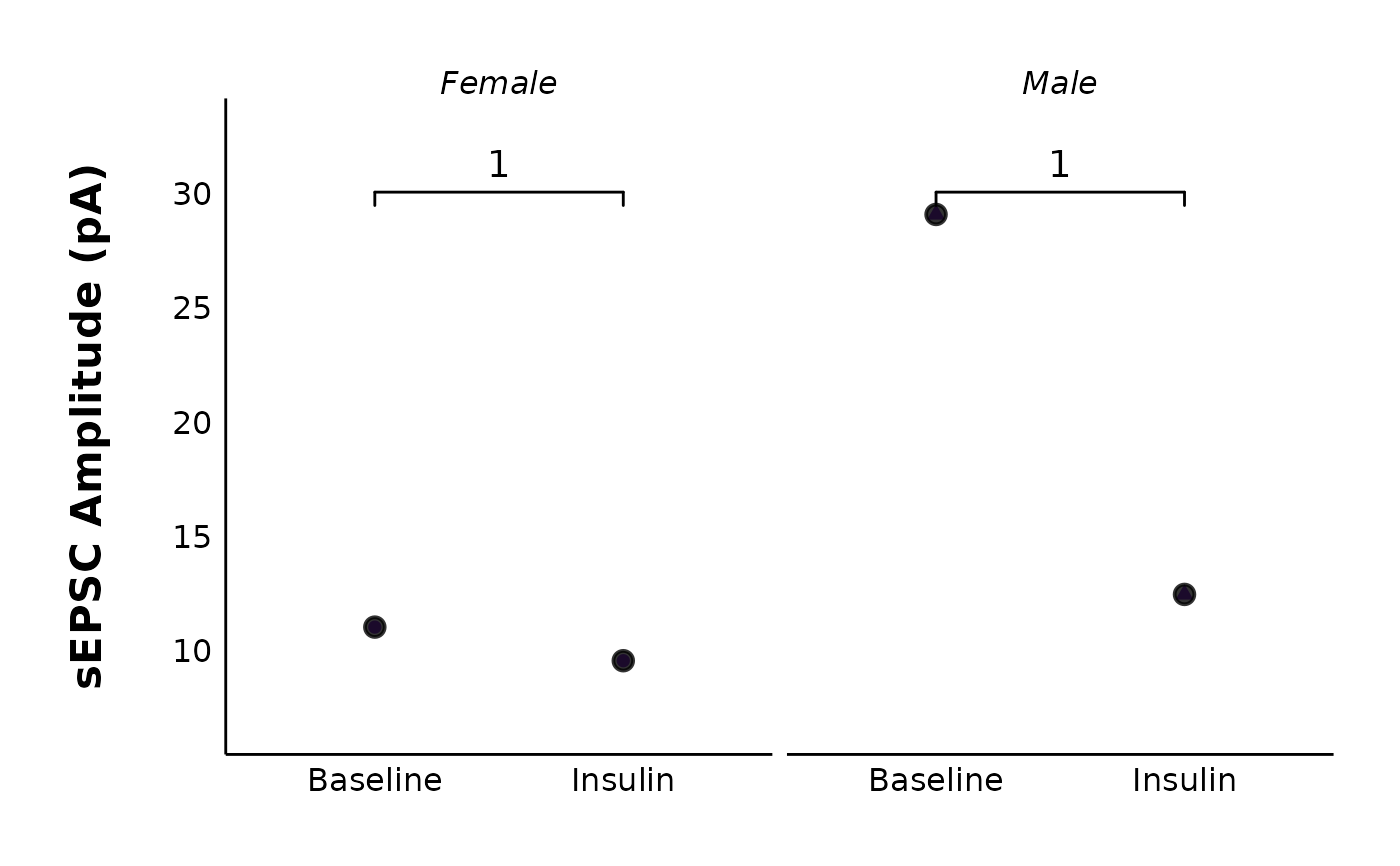 Female
Male
1
1
sEPSC Amplitude (pA)
30
25
20
15
10
Baseline
Insulin
Baseline
Insulin